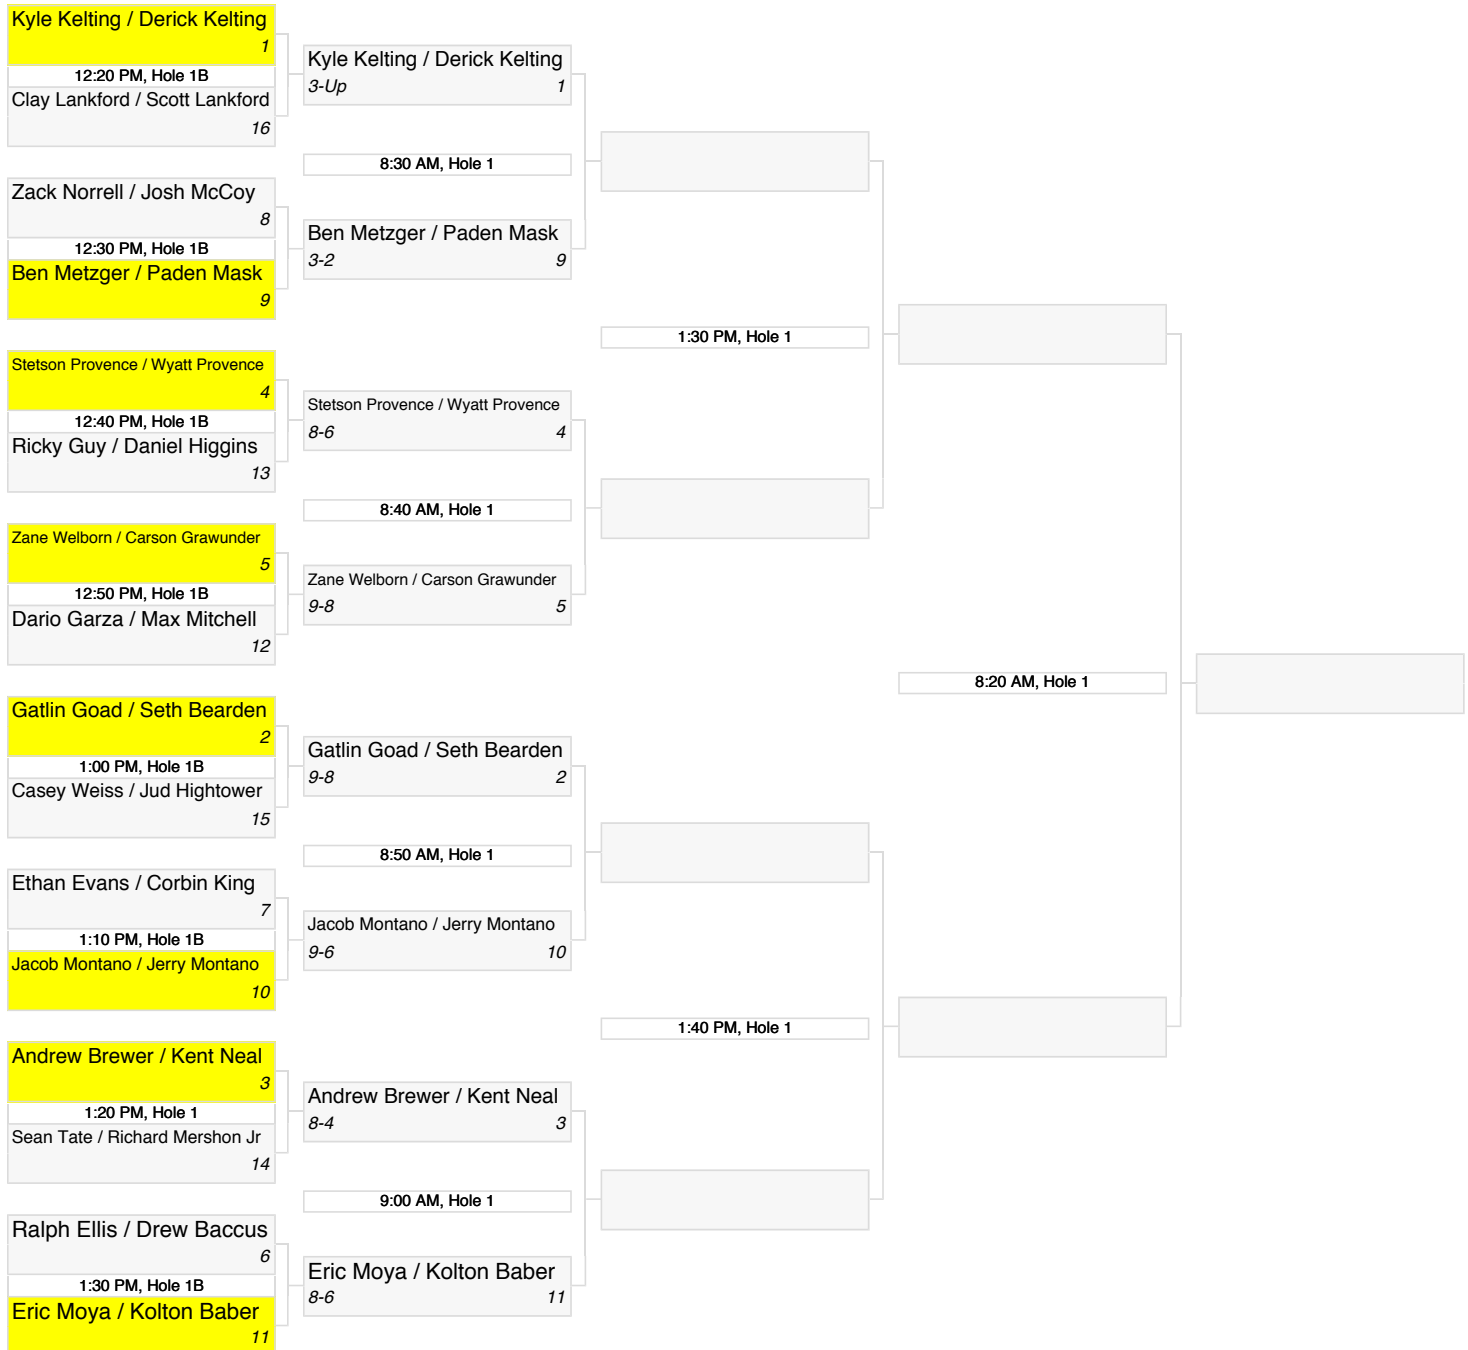 Kyle Kelting / Derick Kelting
1
12:20 PM, Hole 1B
Clay Lankford / Scott Lankford
16
Zack Norrell / Josh McCoy
8
12:30 PM, Hole 1B
Ben Metzger / Paden Mask
9
Stetson Provence / Wyatt Provence
4
12:40 PM, Hole 1B
Ricky Guy / Daniel Higgins
13
Zane Welborn / Carson Grawunder
5
12:50 PM, Hole 1B
Dario Garza / Max Mitchell
12
Gatlin Goad / Seth Bearden
2
1:00 PM, Hole 1B
Casey Weiss / Jud Hightower
15
Ethan Evans / Corbin King
7
1:10 PM, Hole 1B
Jacob Montano / Jerry Montano
10
Andrew Brewer / Kent Neal
3
1:20 PM, Hole 1
Sean Tate / Richard Mershon Jr
14
Ralph Ellis / Drew Baccus
6
1:30 PM, Hole 1B
Eric Moya / Kolton Baber
11
Kyle Kelting / Derick Kelting
3-Up 1
8:30 AM, Hole 1
Ben Metzger / Paden Mask
3-2 9
Stetson Provence / Wyatt Provence
8-6 4
8:40 AM, Hole 1
Zane Welborn / Carson Grawunder
9-8 5
Gatlin Goad / Seth Bearden
9-8 2
8:50 AM, Hole 1
Jacob Montano / Jerry Montano
9-6 10
Andrew Brewer / Kent Neal
8-4 3
9:00 AM, Hole 1
Eric Moya / Kolton Baber
8-6 11
1:30 PM, Hole 1
1:40 PM, Hole 1
8:20 AM, Hole 1